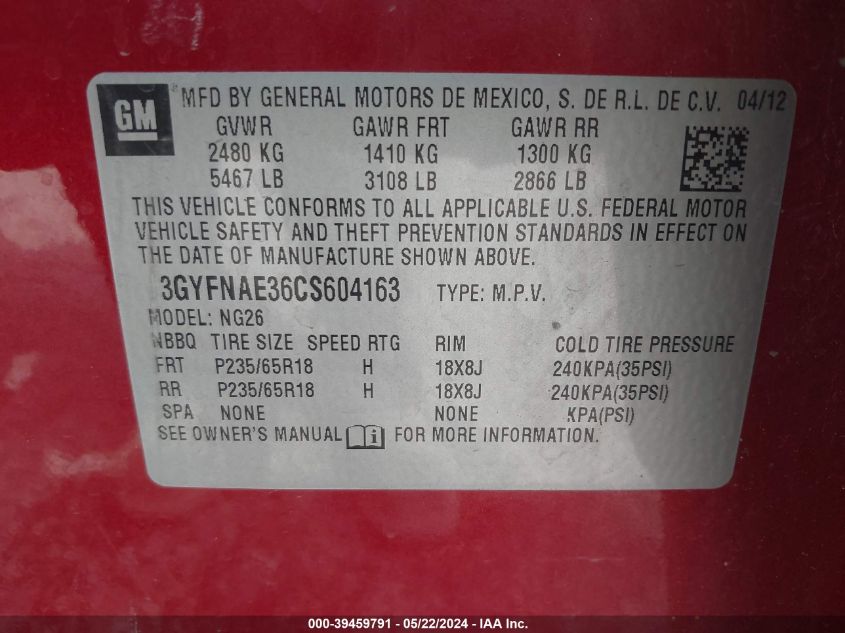 GM ® MFD BY GENERAL MOTORS DE MEXICO, S. DE R.L. DE C.V. 04/12
GVWR GAWR FRT GAWR RR
2480 KG 1410 KG 1300 KG
5467 LB 3108 LB 2866 LB
THIS VEHICLE CONFORMS TO ALL APPLICABLE U.S. FEDERAL MOTOR
VEHICLE SAFETY AND THEFT PREVENTION STANDARDS IN EFFECT ON
THE DATE OF MANUFACTURE SHOWN ABOVE.
3GYFNAE36CS604163 TYPE: M.P.V.
MODEL: NG26
NBBQ TIRE SIZE SPEED RTG RIM COLD TIRE PRESSURE
FRT P235/65R18 H 18X8J 240KPA(35PSI)
RR P235/65R18 H 18X8J 240KPA(35PSI)
SPA NONE NONE KPA(PSI)
SEE OWNER'S MANUAL FOR MORE INFORMATION.
000-39459791 - 05/22/2024 - IAA Inc.